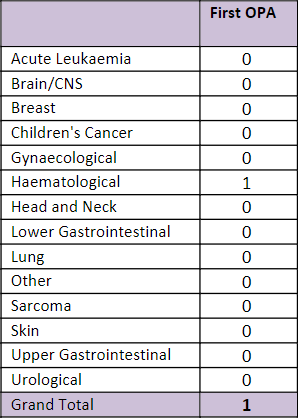 First OPA
Acute Leukaemia 0
Brain/CNS 0
Breast 0
Children's Cancer 0
Gynaecological 0
Haematological 1
Head and Neck 0
Lower Gastrointestinal 0
Lung 0
Other 0
Sarcoma 0
Skin 0
Upper Gastrointestinal 0
Urological 0
Grand Total 1